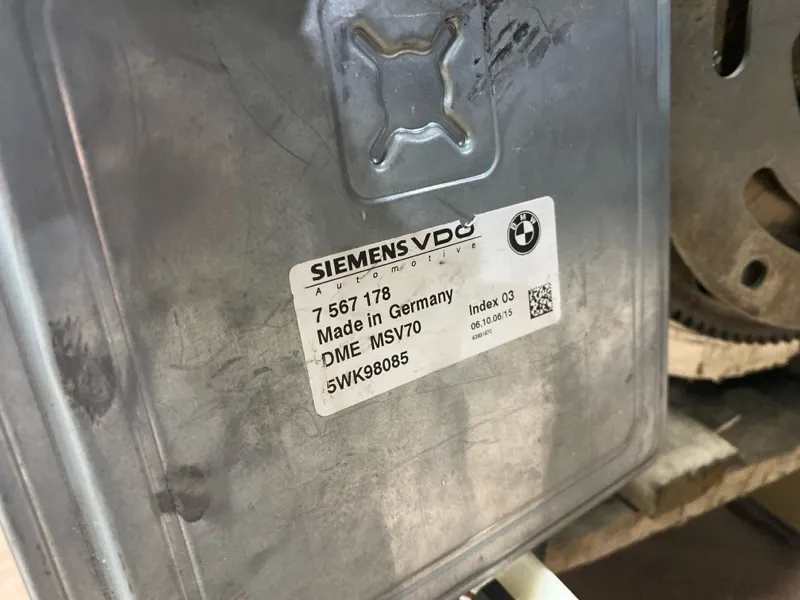 SIEMENS VDO
Automotive
BMW
7 567 178
Made in Germany
Index 03
DME MSV70
06.10.06/15
5WK98085